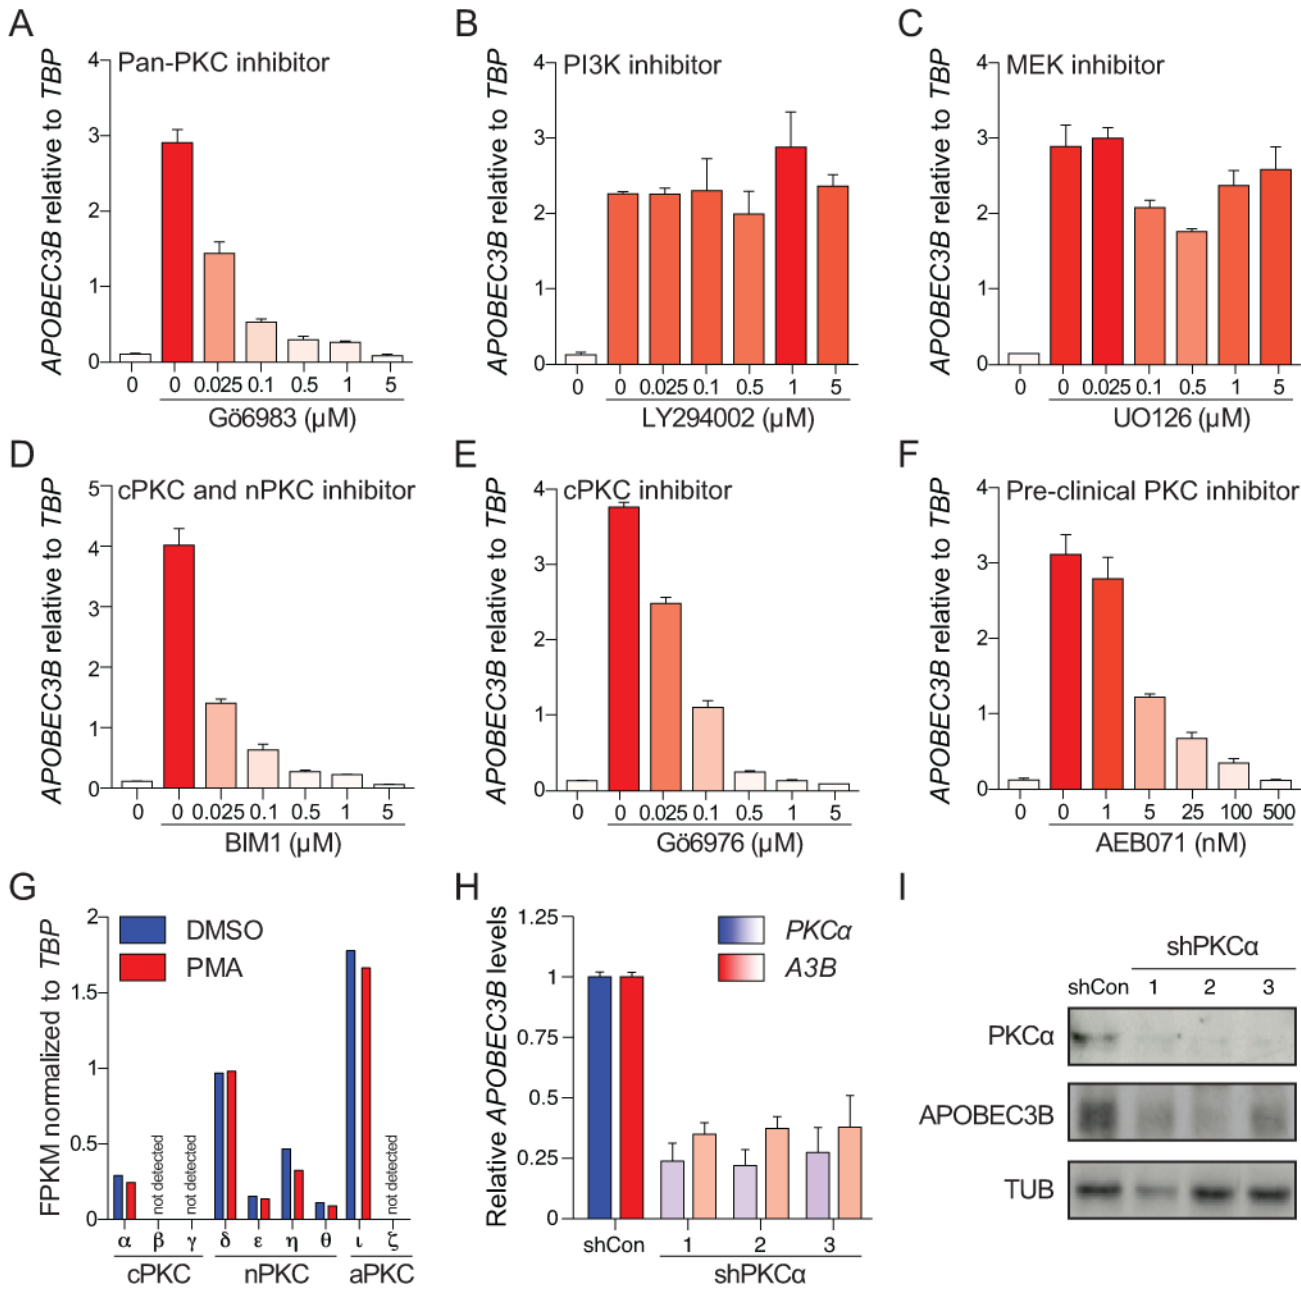 A
Pan-PKC inhibitor
APOBEC3B relative to TBP
4
3
2
1
0
0 0 0.025 0.1 0.5 1 5
Gö6983 (µM)
B
PI3K inhibitor
APOBEC3B relative to TBP
4
3
2
1
0
0 0 0.025 0.1 0.5 1 5
LY294002 (µM)
C
MEK inhibitor
APOBEC3B relative to TBP
4
3
2
1
0
0 0 0.025 0.1 0.5 1 5
UO126 (µM)
D
cPKC and nPKC inhibitor
APOBEC3B relative to TBP
5
4
3
2
1
0
0 0 0.025 0.1 0.5 1 5
BIM1 (µM)
E
cPKC inhibitor
APOBEC3B relative to TBP
4
3
2
1
0
0 0 0.025 0.1 0.5 1 5
Gö6976 (µM)
F
Pre-clinical PKC inhibitor
APOBEC3B relative to TBP
4
3
2
1
0
0 0 1 5 25 100 500
AEB071 (nM)
G
DMSO
PMA
FPKM normalized to TBP
2
1.5
1
0.5
0
not detected
not detected
not detected
α β γ δ ε η θ ι ζ
cPKC nPKC aPKC
H
PKCα
A3B
Relative APOBEC3B levels
1.25
1
0.75
0.5
0.25
0
shCon 1 2 3
shPKCα
I
shPKCα
shCon 1 2 3
PKCα
APOBEC3B
TUB